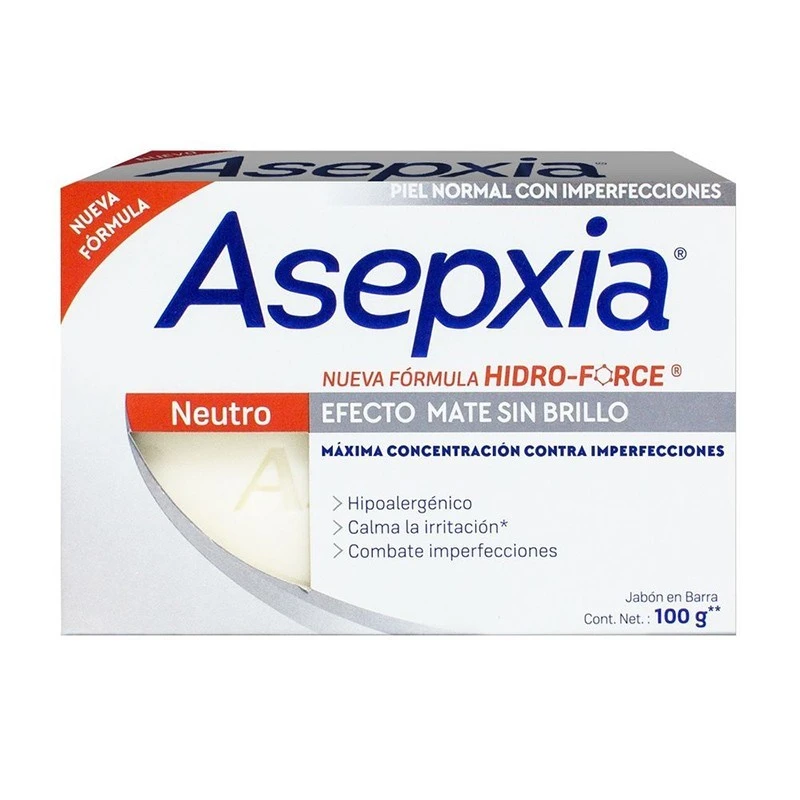 NUEVO
Asepxia
PIEL NORMAL CON IMPERFECCIONES
NUEVA
FÓRMULA
Asepxia®
NUEVA FÓRMULA HIDRO-FORCE®
Neutro
EFECTO MATE SIN BRILLO
MÁXIMA CONCENTRACIÓN CONTRA IMPERFECCIONES
> Hipoalergénico
> Calma la irritación*
> Combate imperfecciones
Jabón en Barra
Cont. Net.: 100 g**